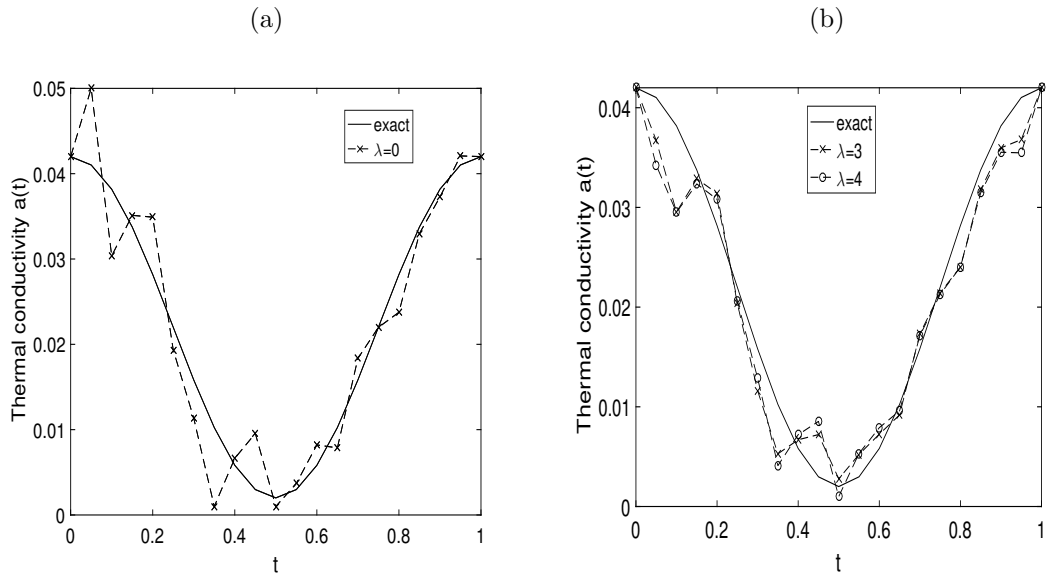 (a)
Thermal conductivity a(t)
0.05
0.04
0.03
0.02
0.01
0
0 0.2 0.4 0.6 0.8 1
t
exact
λ=0
(b)
Thermal conductivity a(t)
0.04
0.03
0.02
0.01
0
0 0.2 0.4 0.6 0.8 1
t
exact
λ=3
λ=4